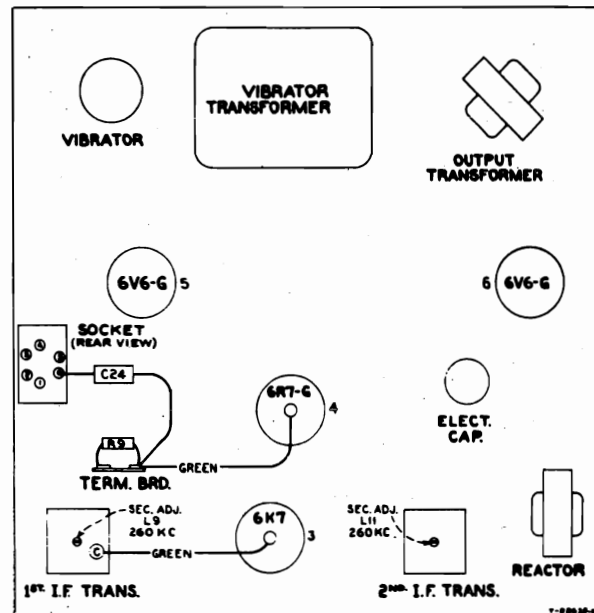 VIBRATOR
TRANSFORMER
VIBRATOR
OUTPUT
TRANSFORMER
6V6-G 5
6 6V6-G
SOCKET
(REAR VIEW)
C24
6R7-G
4
ELECT.
CAP.
R9
GREEN
TERM. BRD.
SEC. ADJ.
L9
260 KC
6K7
3
SEC. ADJ.
L11
260 KC
C
GREEN
REACTOR
1ST. I.F. TRANS.
2ND. I.F. TRANS.